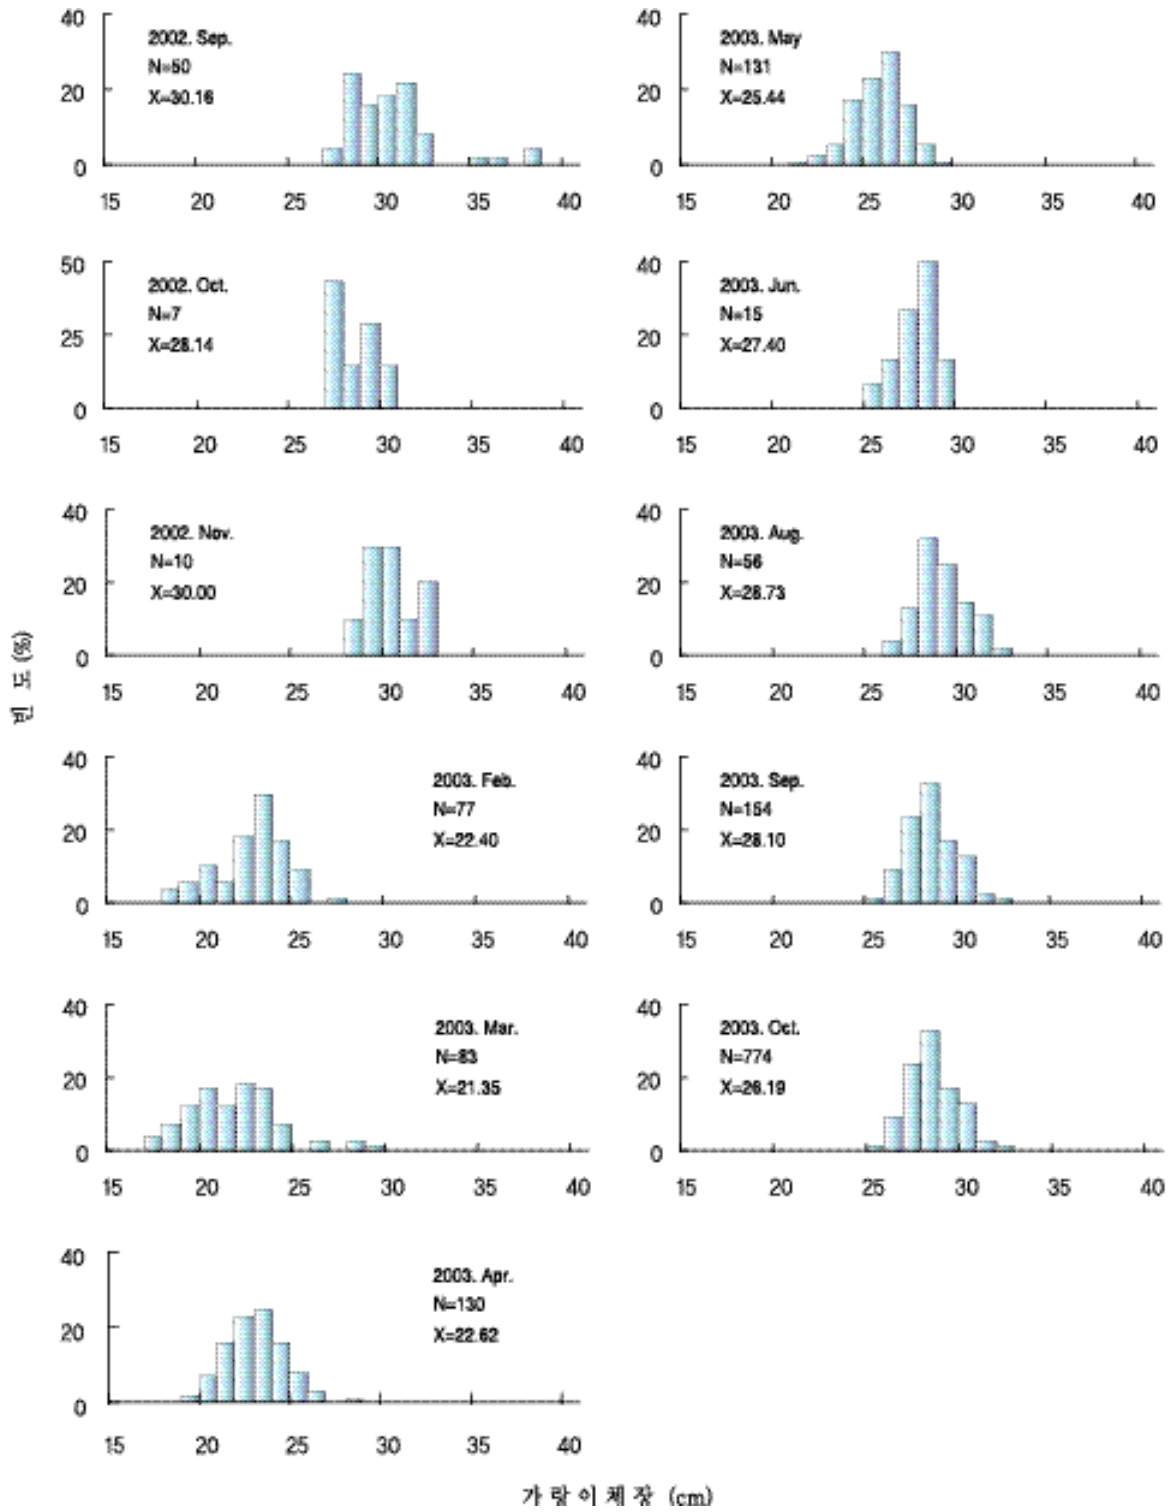 40
20
0
15 20 25 30 35 40
2002. Sep.
N=50
X=30.16
50
25
0
15 20 25 30 35 40
2002. Oct.
N=7
X=28.14
40
20
0
15 20 25 30 35 40
2002. Nov.
N=10
X=30.00
40
20
0
15 20 25 30 35 40
2003. Feb.
N=77
X=22.40
40
20
0
15 20 25 30 35 40
2003. Mar.
N=83
X=21.35
40
20
0
15 20 25 30 35 40
2003. Apr.
N=130
X=22.62
40
20
0
15 20 25 30 35 40
2003. May
N=131
X=25.44
40
20
0
15 20 25 30 35 40
2003. Jun.
N=15
X=27.40
40
20
0
15 20 25 30 35 40
2003. Aug.
N=56
X=28.73
40
20
0
15 20 25 30 35 40
2003. Sep.
N=154
X=28.10
40
20
0
15 20 25 30 35 40
2003. Oct.
N=774
X=26.19
빈 도 (%)
가 랑 이 체 장 (cm)